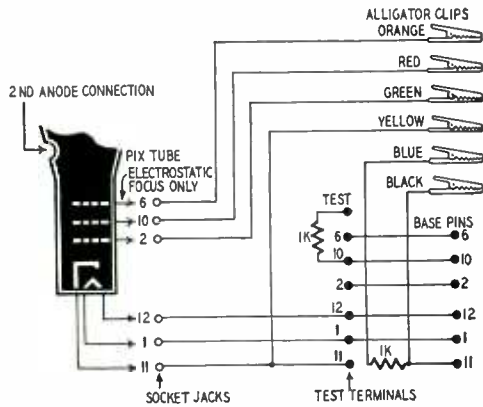 ALLIGATOR CLIPS
ORANGE
RED
2ND ANODE CONNECTION
GREEN
YELLOW
PIX TUBE
ELECTROSTATIC
FOCUS ONLY
BLUE
BLACK
TEST
BASE PINS
6
1K
6
6
10
10
10
2
2
2
12
12
12
1
1
1
11
11
1K
11
SOCKET JACKS
TEST TERMINALS